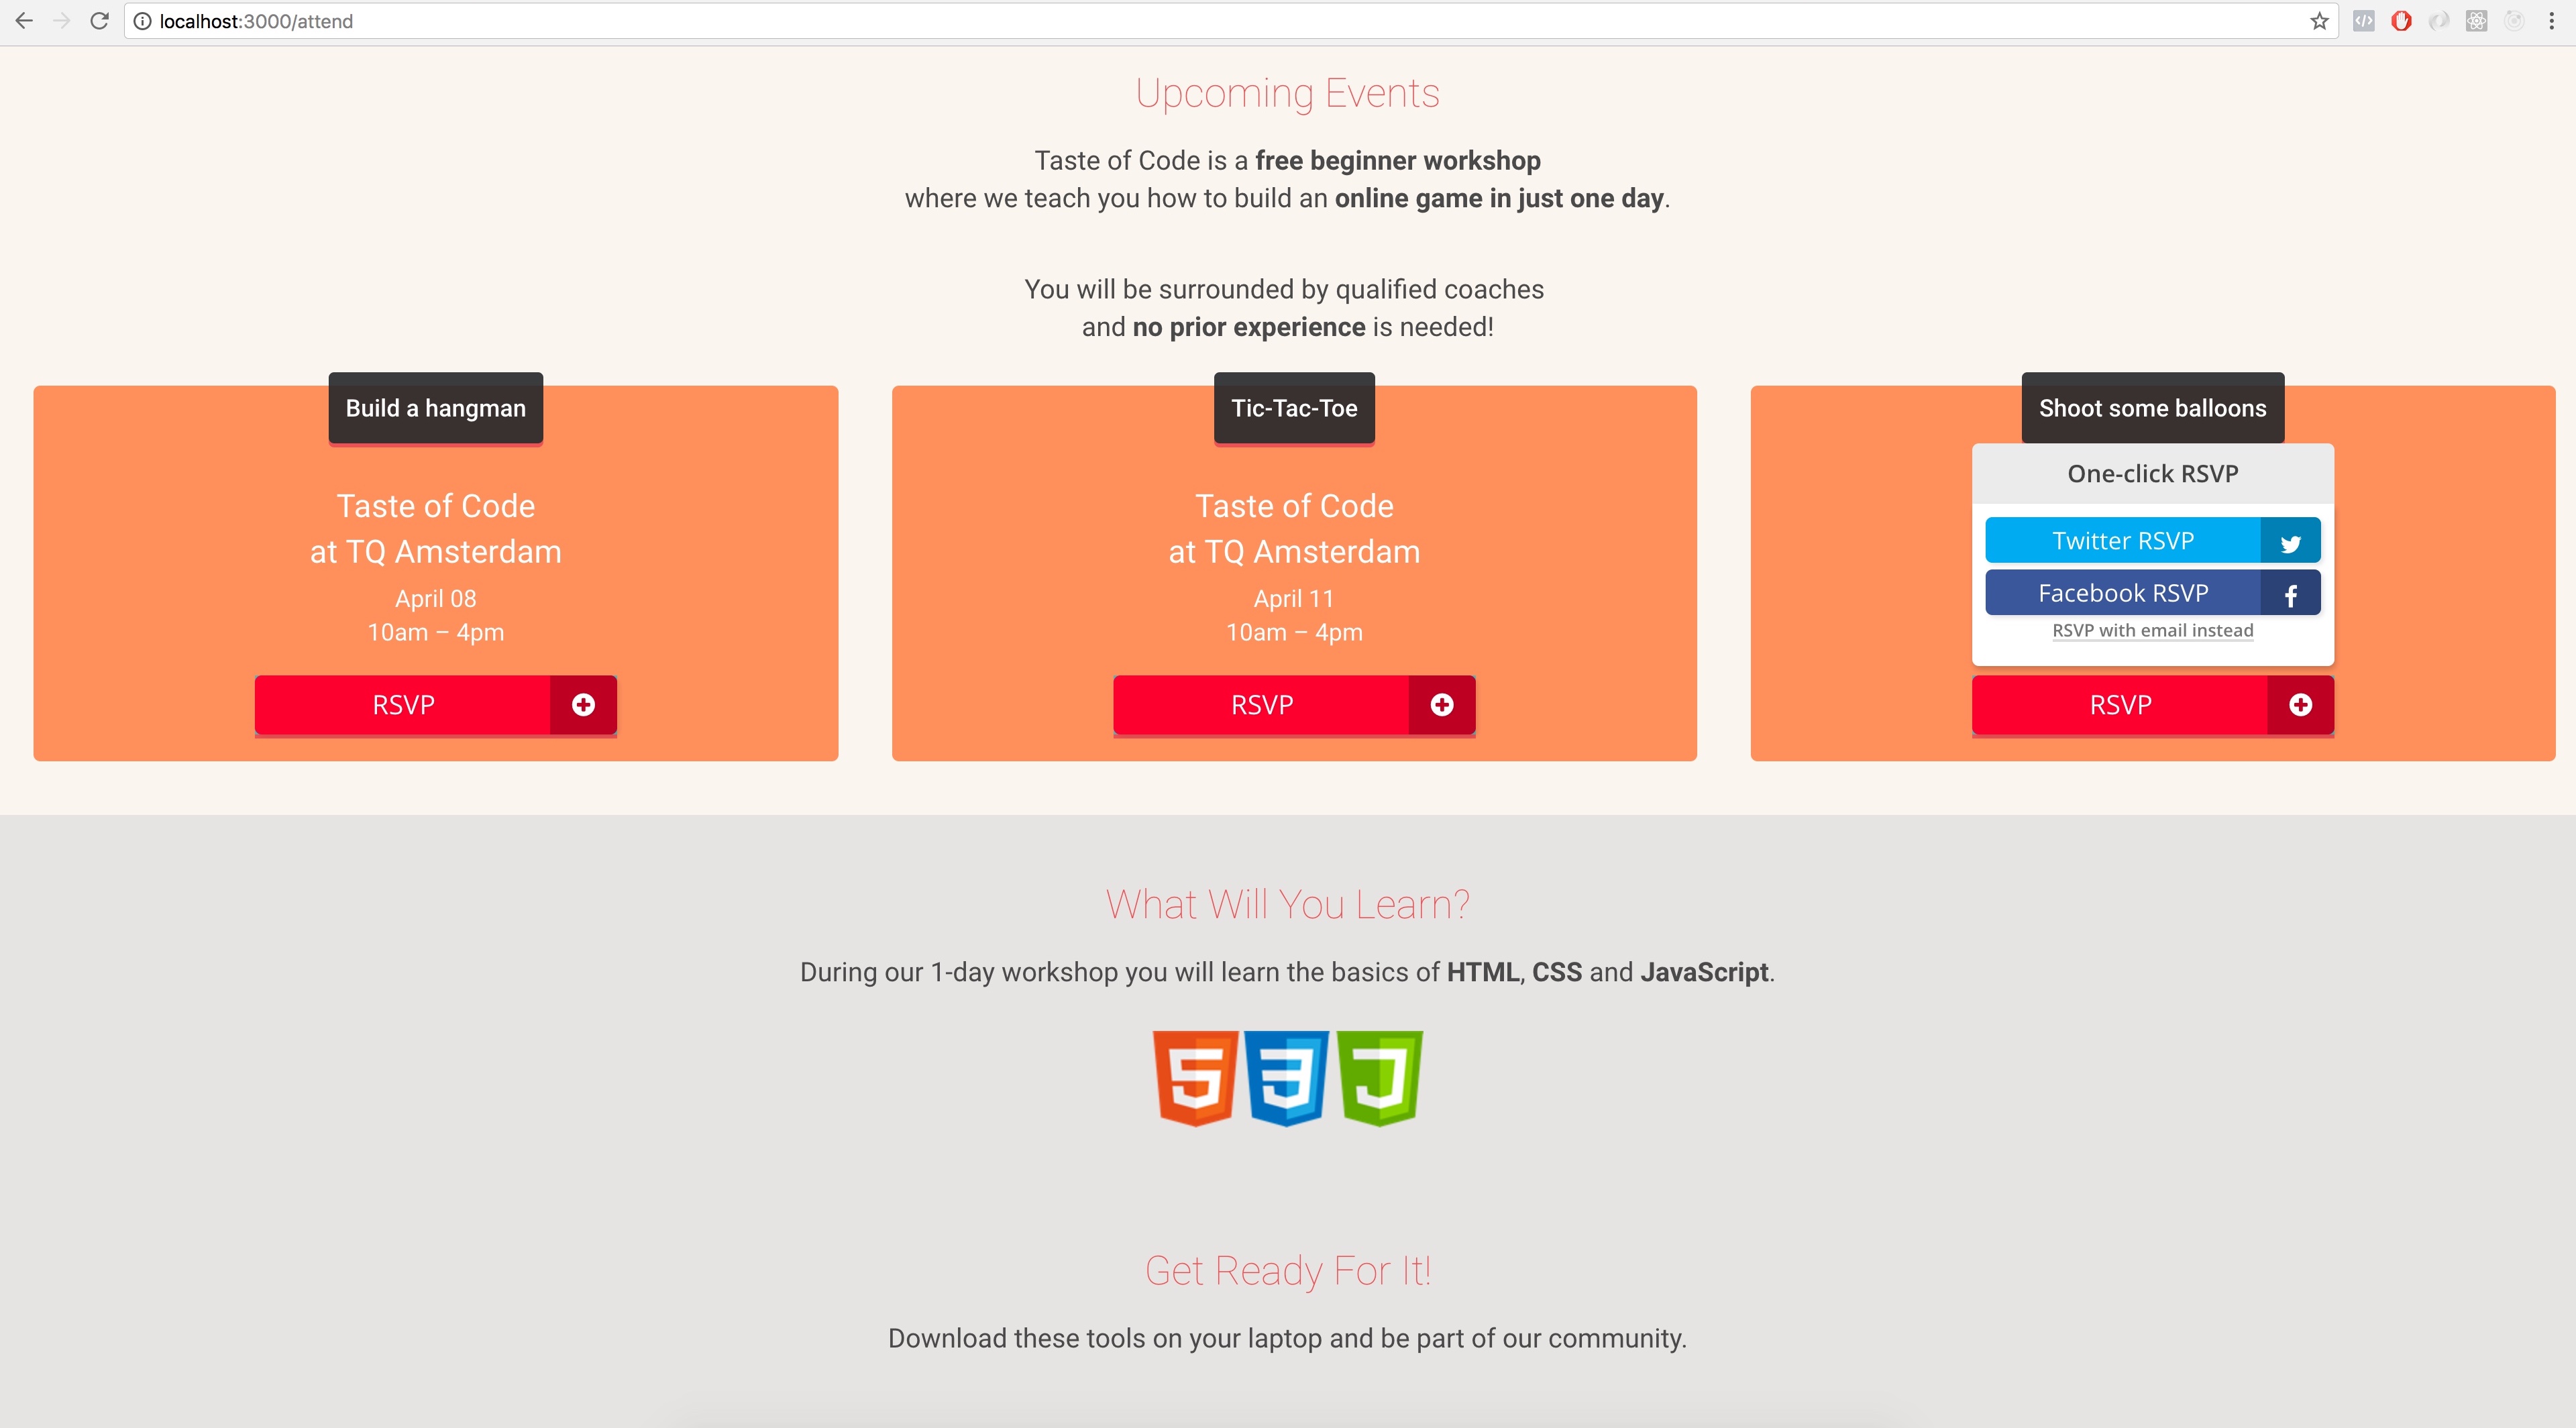 localhost:3000/attend
Upcoming Events
Taste of Code is a free beginner workshop
where we teach you how to build an online game in just one day.
You will be surrounded by qualified coaches
and no prior experience is needed!
Build a hangman
Taste of Code
at TQ Amsterdam
April 08
10am – 4pm
RSVP
Tic-Tac-Toe
Taste of Code
at TQ Amsterdam
April 11
10am – 4pm
RSVP
Shoot some balloons
One-click RSVP
Twitter RSVP
Facebook RSVP
RSVP with email instead
RSVP
What Will You Learn?
During our 1-day workshop you will learn the basics of HTML, CSS and JavaScript.
5 3 J
Get Ready For It!
Download these tools on your laptop and be part of our community.